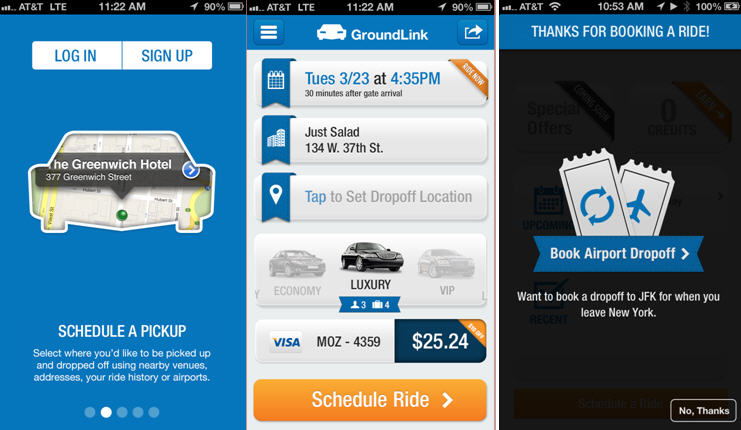 AT&T LTE 11:22 AM 90%
LOG IN SIGN UP
The Greenwich Hotel
377 Greenwich Street
Hubert St
SCHEDULE A PICKUP
Select where you'd like to be picked up
and dropped off using nearby venues,
addresses, your ride history or airports.
AT&T LTE 11:22 AM 90%
GroundLink
Tues 3/23 at 4:35PM
30 minutes after gate arrival
RIDE NOW
Just Salad
134 W. 37th St.
Tap to Set Dropoff Location
Y ECONOMY LUXURY VIP L
3 4
VISA MOZ - 4359 $25.24
$10 OFF
Schedule Ride
AT&T 10:53 AM 100%
THANKS FOR BOOKING A RIDE!
Special
Offers
COMING SOON
0
CREDITS
EARN
UPCOMING
Book Airport Dropoff
Want to book a dropoff to JFK for when you
leave New York.
RECENT
Schedule a Ride
No, Thanks